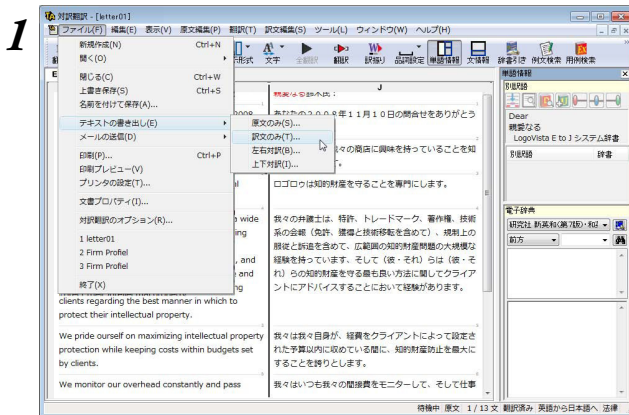 1
対訳翻訳 - [letter01]
ファイル(F) 編集(E) 表示(V) 原文編集(P) 翻訳(T) 訳文編集(S) ツール(L) ウィンドウ(W) ヘルプ(H)
文字 全翻訳 翻訳 訳振り 品詞設定 単語情報 文情報 辞書引き 例文検索 用例検索
新規作成(N) Ctrl+N
開く(O)
閉じる(C) Ctrl+W
上書き保存(S) Ctrl+S
名前を付けて保存(A)...
テキストの書き出し(E)
メールの送信(D)
印刷(P)... Ctrl+P
印刷プレビュー(V)
プリンタの設定(T)...
文書プロパティ(I)...
対訳翻訳のオプション(R)...
1 letter01
2 Firm Profiel
3 Firm Profiel
終了(X)
原文のみ(S)...
訳文のみ(T)...
左右対訳(B)...
上下対訳(I)...
E
clients regarding the best manner in which to
protect their intellectual property.
We pride ourself on maximizing intellectual property
protection while keeping costs within budgets set
by clients.
We monitor our overhead constantly and pass
J
親愛なる鈴木氏：
あなたの2008年11月10日の問合せをありがとう
々の商店に興味を持っていることを知
ロゴロウは知的財産を守ることを専門にします。
我々の弁護士は、特許、トレードマーク、著作権、技術
系の会報（免許、獲得と技術移転を含めて）、規制上の
服従と訴追を含めて、広範囲の知的財産問題の大規模な
経験を持っています、そして（彼・それ）らは（彼・そ
れ）らの知的財産を守る最も良い方法に関してクライア
ントにアドバイスすることにおいて経験があります。
我々は我々自身が、経費をクライアントによって設定さ
れた予算以内に収めている間に、知的財産防止を最大に
することを誇りとします。
我々はいつも我々の間接費をモニターして、そして仕事
単語情報
別訳語
Dear
親愛なる
LogoVista E to J システム辞書
別訳語 辞書
電子辞典
研究社 新英和(第7版)・和英
前方
待機中 原文 1 / 13 文 翻訳済み 英語から日本語へ 法律